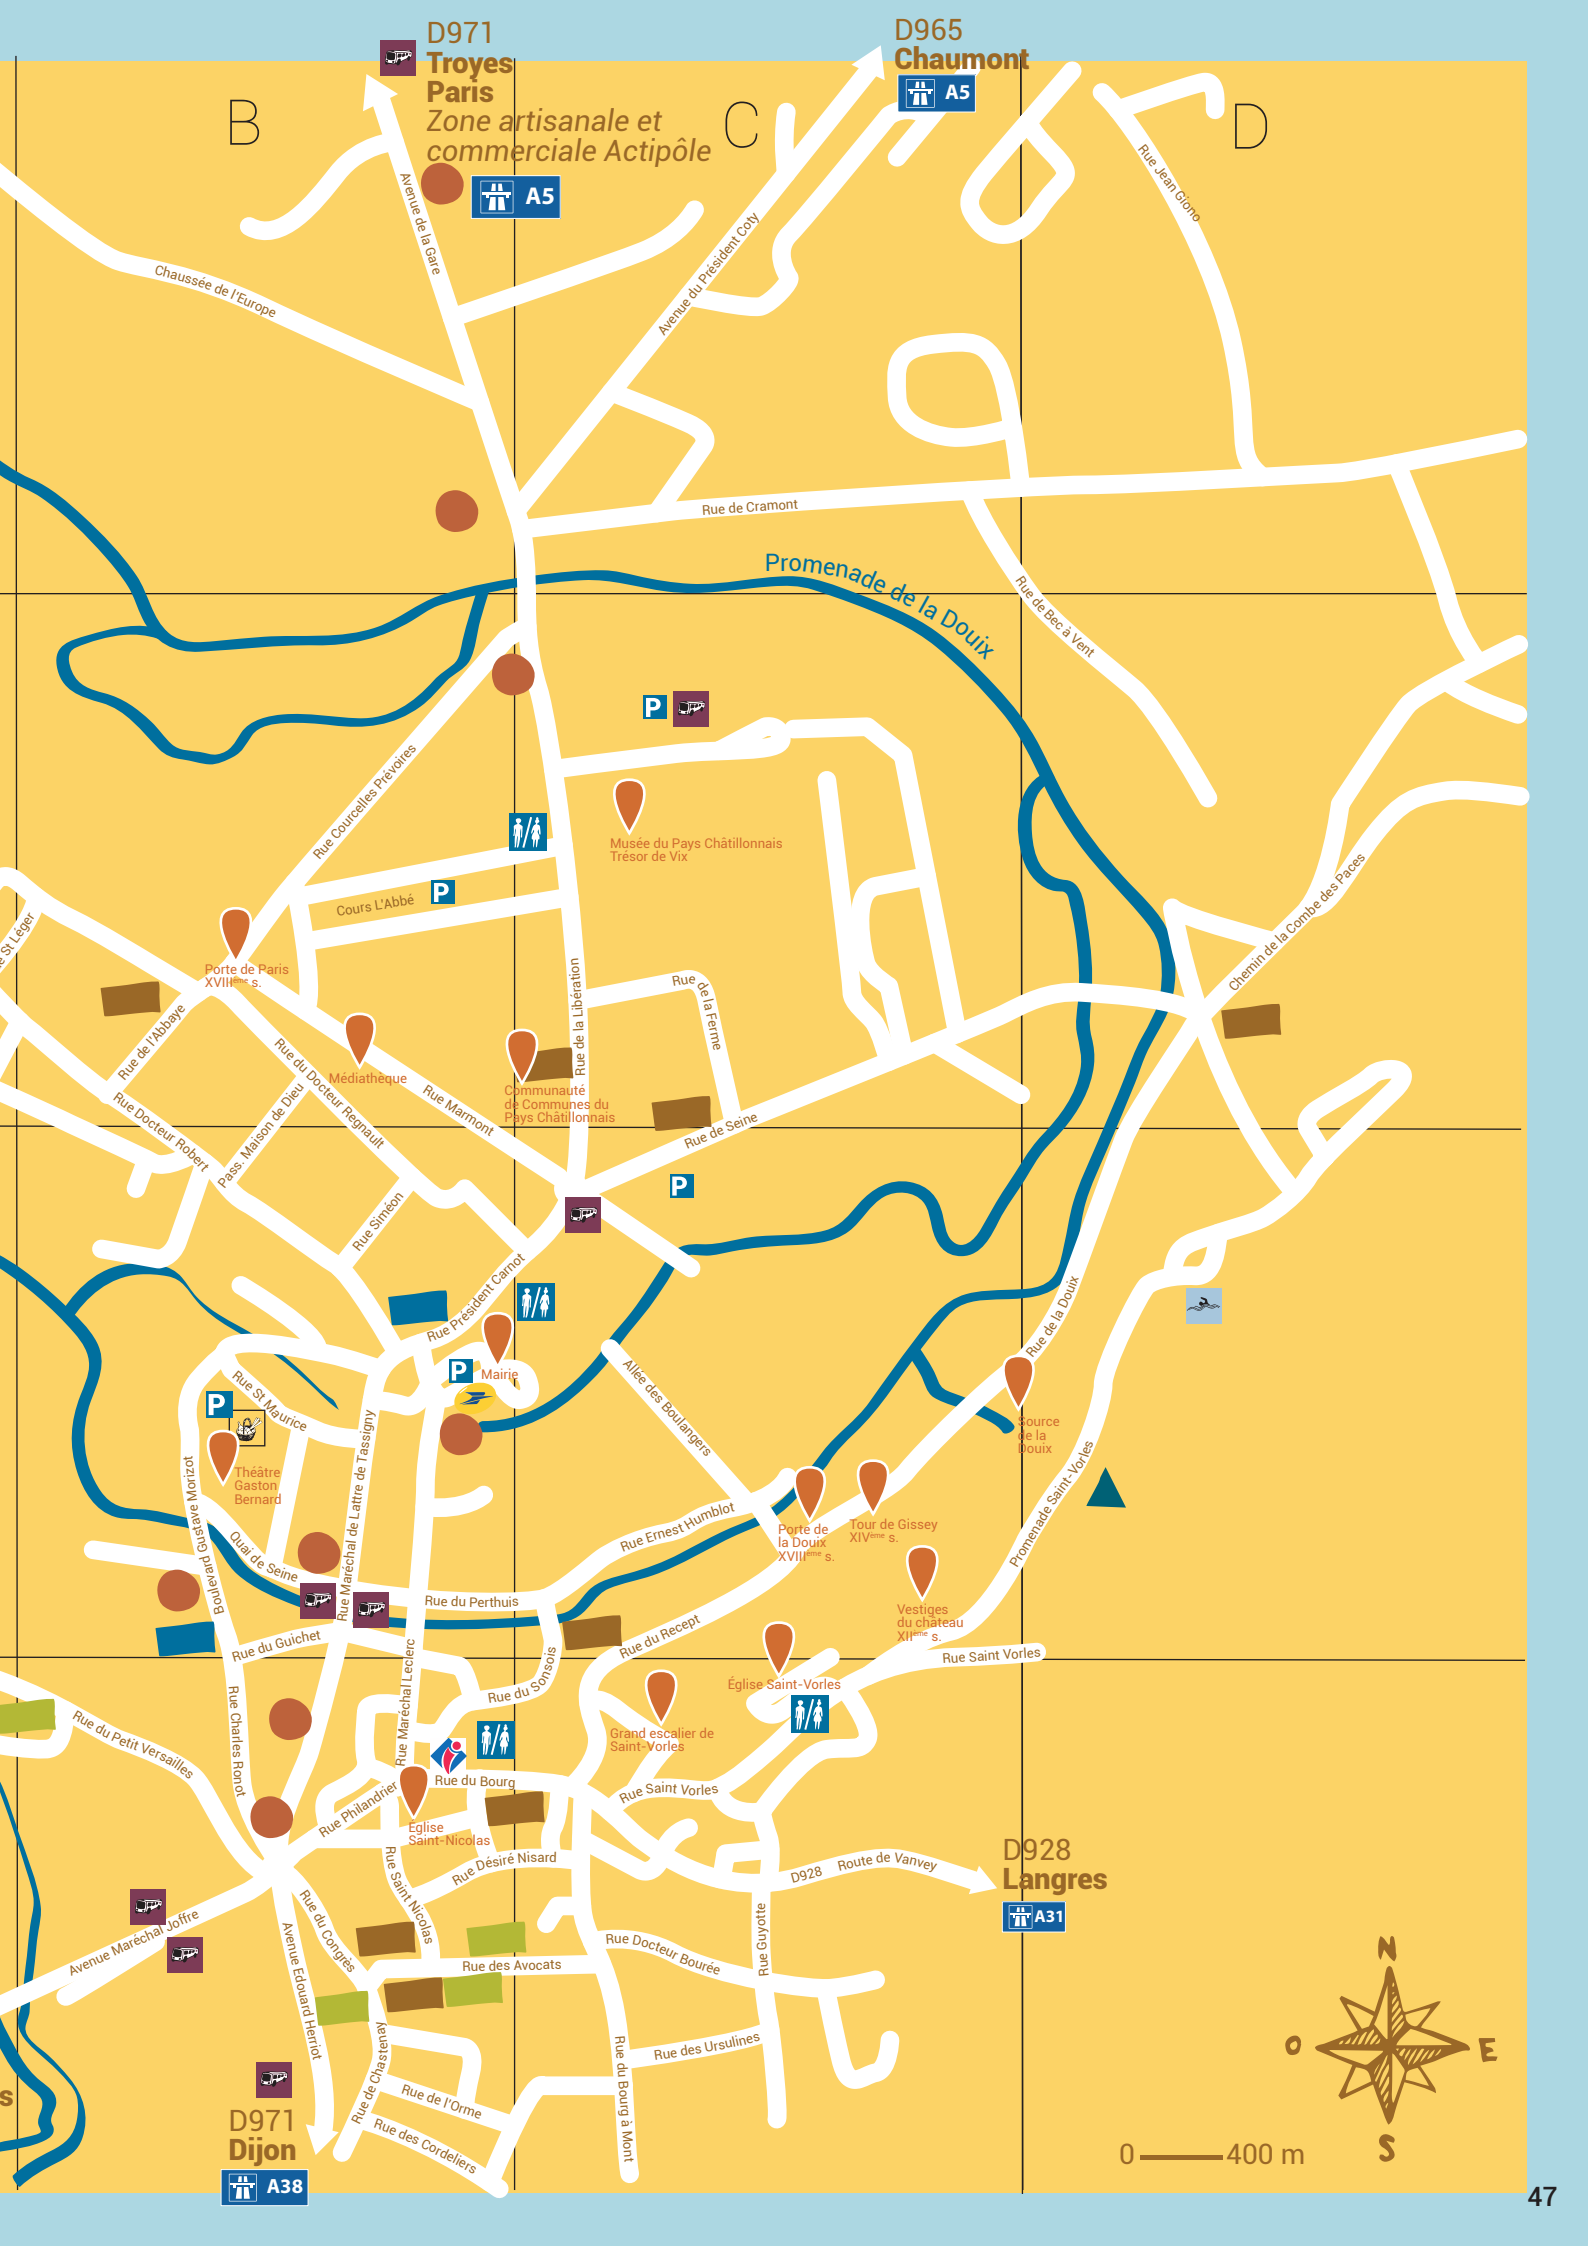 D971
Troyes
Paris
Zone artisanale et
commerciale Actipôle
A5
D965
Chaumont
A5
B
C
D
Rue Jean Giono
Avenue de la Gare
Avenue du Président Coty
Chaussée de l'Europe
Rue de Cramont
Promenade de la Douix
Rue de Bec à Vent
P
Rue Courcelles Prévoires
Musée du Pays Châtillonnais
Trésor de Vix
P
Cours L'Abbé
St Léger
Porte de Paris
XVIIIème s.
Chemin de la Combe des Paces
Rue de la Libération
Rue de la Ferme
Rue de l'Abbaye
Rue du Docteur Regnault
Médiathèque
Rue Marmont
Communauté
de Communes du
Pays Châtillonnais
Rue de Seine
Rue Docteur Robert
Pass. Maison de Dieu
P
Rue Siméon
Rue Président Carnot
Rue de la Douix
P
Mairie
Allée des Boulangers
Rue St Maurice
P
Source
de la
Douix
Théâtre
Gaston
Bernard
Boulevard Gustave Morizot
Rue Maréchal de Lattre de Tassigny
Promenade Saint-Vorles
Quai de Seine
Rue Ernest Humblot
Porte de
la Douix
XVIIIème s.
Tour de Gissey
XIVème s.
Rue du Perthuis
Vestiges
du château
XIIème s.
Rue du Guichet
Rue du Recept
Rue Saint Vorles
Rue Maréchal Leclerc
Rue du Sonsois
Église Saint-Vorles
Rue Charles Ronot
Rue du Petit Versailles
Grand escalier de
Saint-Vorles
Rue du Bourg
Rue Saint Vorles
Rue Philandrier
Église
Saint-Nicolas
Rue Désiré Nisard
Rue Saint Nicolas
D928 Route de Vanvey
D928
Langres
A31
Rue du Congrès
Avenue Maréchal Joffre
Avenue Edouard Herriot
Rue Guyotte
Rue Docteur Bourée
Rue des Avocats
Rue des Ursulines
Rue de Chastenay
Rue du Bourg à Mont
Rue de l'Orme
Rue des Cordeliers
s
D971
Dijon
A38
N
O
E
S
0
400 m
47